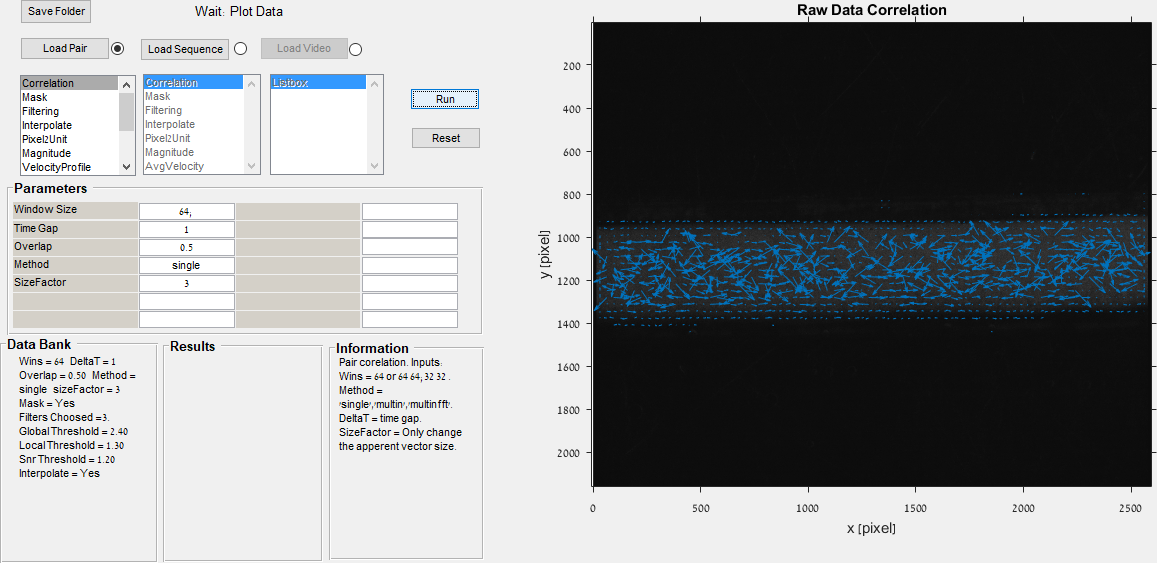 Save Folder
Wait: Plot Data
Load Pair
Load Sequence
Load Video
Correlation
Mask
Filtering
Interpolate
Pixel2Unit
Magnitude
VelocityProfile
Correlation
Mask
Filtering
Interpolate
Pixel2Unit
Magnitude
AvgVelocity
Listbox
Run
Reset
Parameters
Window Size 64;
Time Gap 1
Overlap 0.5
Method single
SizeFactor 3
Data Bank
Wins = 64 DeltaT = 1
Overlap = 0.50 Method =
single sizeFactor = 3
Mask = Yes
Filters Choosed =3.
Global Threshold = 2.40
Local Threshold = 1.30
Snr Threshold = 1.20
Interpolate = Yes
Results
Information
Pair corelation. Inputs:
Wins = 64 or 64 64; 32 32 .
Method =
'single','multin','multinfft'.
DeltaT = time gap.
SizeFactor = Only change
the apperent vector size.
Raw Data Correlation
200
400
600
800
1000
1200
1400
1600
1800
2000
y [pixel]
0 500 1000 1500 2000 2500
x [pixel]